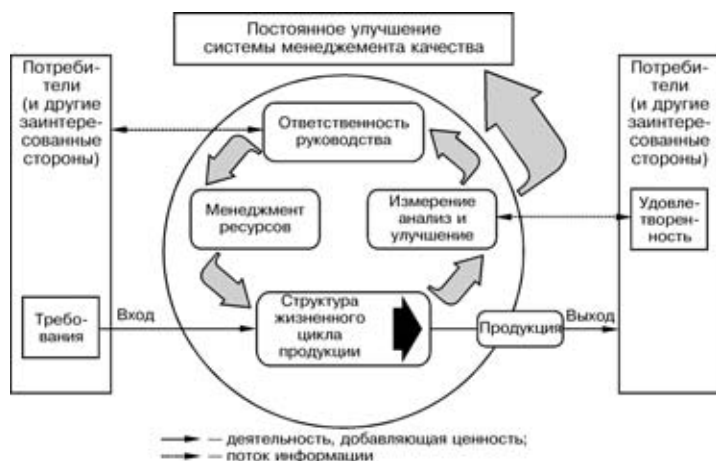 Постоянное улучшение
системы менеджемента качества
Потреби-
тели
(и другие
заинтере-
сованные
стороны)
Потреби-
тели
(и другие
заинтере-
сованные
стороны)
Ответственность
руководства
Менеджмент
ресурсов
Измерение
анализ и
улучшение
Удовле-
творен-
ность
Требо-
вания
Вход
Структура
жизненного
цикла
продукции
Продукция
Выход
— деятельность, добавляющая ценность;
— поток информации